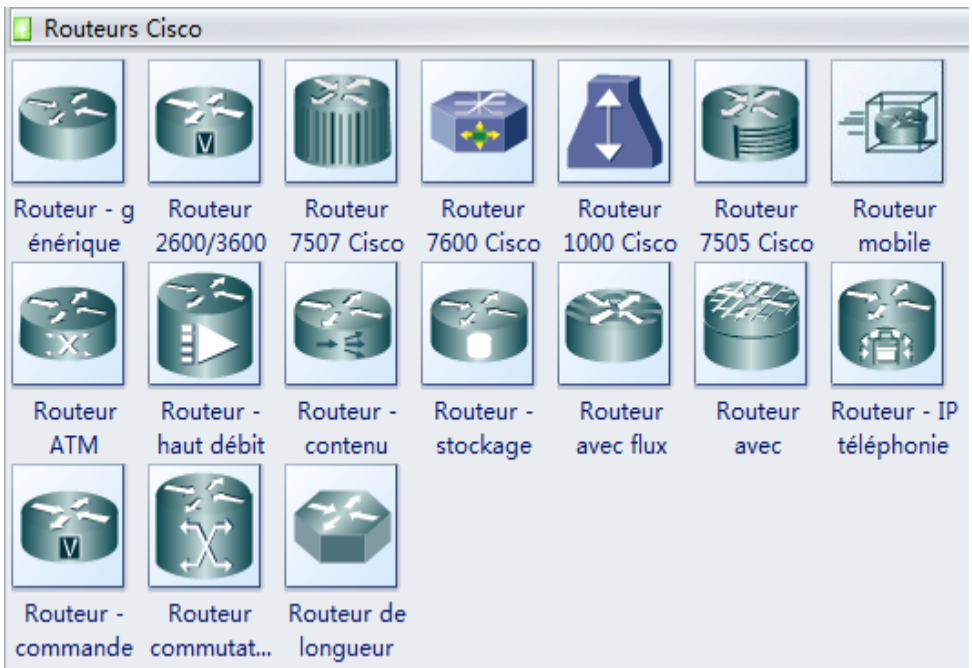 Routeurs Cisco
Routeur - g
énérique
Routeur
2600/3600
V
Routeur
7507 Cisco
Routeur
7600 Cisco
Routeur
1000 Cisco
Routeur
7505 Cisco
Routeur
mobile
Routeur
ATM
Routeur -
haut débit
Routeur -
contenu
Routeur -
stockage
Routeur
avec flux
Routeur
avec
Routeur - IP
téléphonie
V
Routeur -
commande
Routeur
commutat...
Routeur de
longueur